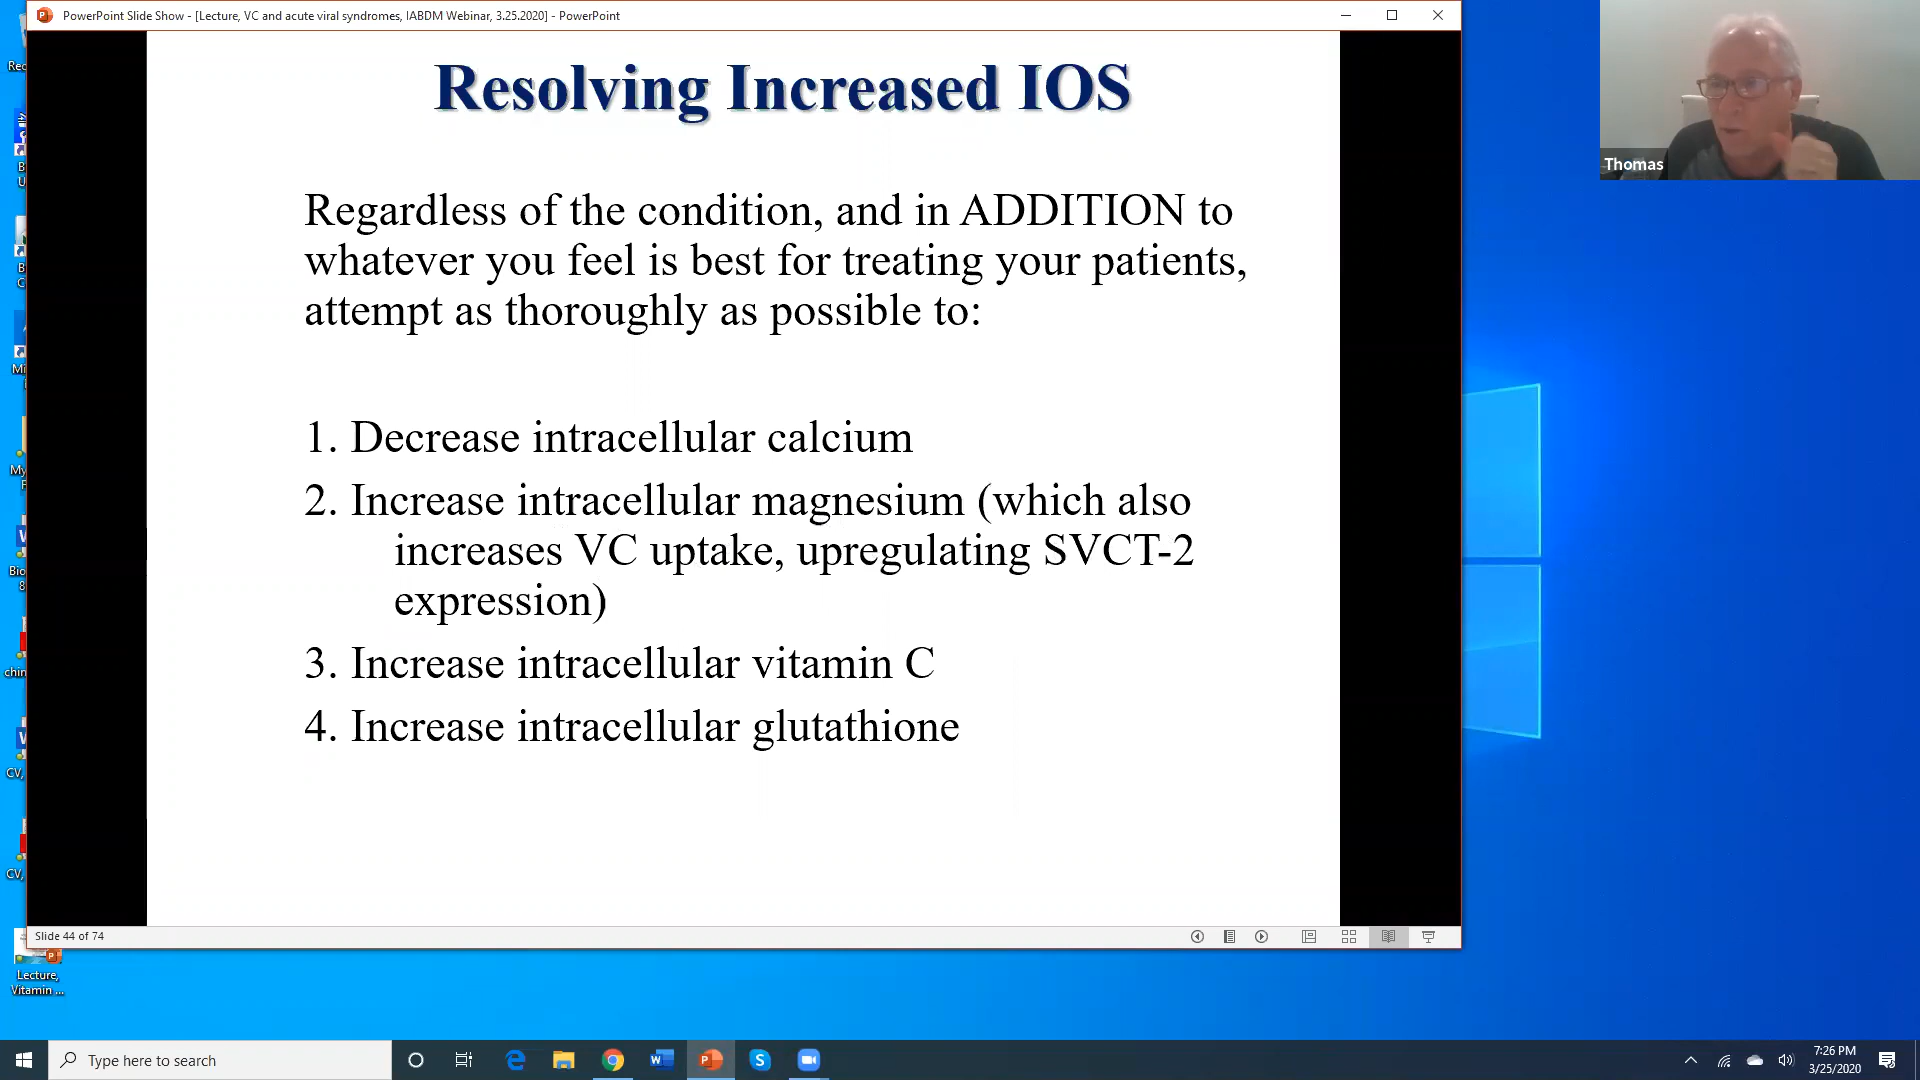 PowerPoint Slide Show - [Lecture, VC and acute viral syndromes, IABDM Webinar, 3.25.2020] - PowerPoint
Resolving Increased IOS
Regardless of the condition, and in ADDITION to
whatever you feel is best for treating your patients,
attempt as thoroughly as possible to:
1. Decrease intracellular calcium
2. Increase intracellular magnesium (which also
increases VC uptake, upregulating SVCT-2
expression)
3. Increase intracellular vitamin C
4. Increase intracellular glutathione
Slide 44 of 74
Thomas
Lecture,
Vitamin ...
Type here to search
7:26 PM
3/25/2020